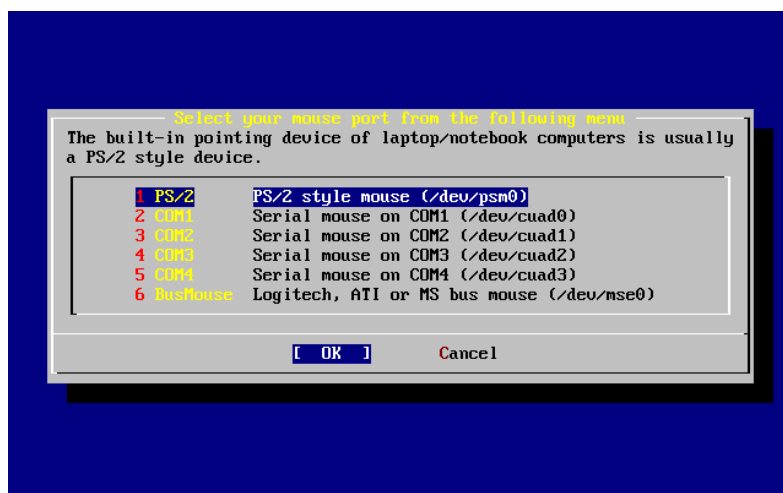 Select your mouse port from the following menu
The built-in pointing device of laptop/notebook computers is usually
a PS/2 style device.
1 PS/2 PS/2 style mouse (/dev/psm0)
2 COM1 Serial mouse on COM1 (/dev/cuad0)
3 COM2 Serial mouse on COM2 (/dev/cuad1)
4 COM3 Serial mouse on COM3 (/dev/cuad2)
5 COM4 Serial mouse on COM4 (/dev/cuad3)
6 BusMouse Logitech, ATI or MS bus mouse (/dev/mse0)
[ OK ] Cancel